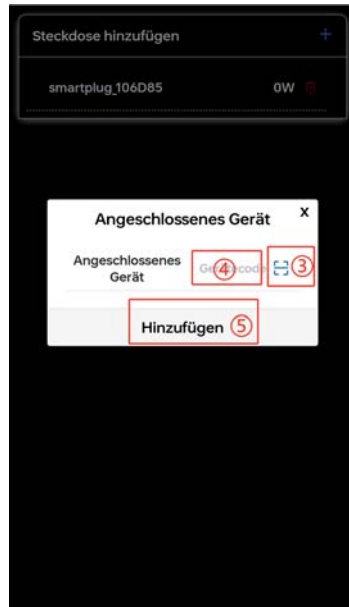 Steckdose hinzufügen +
smartplug_106D85 0W
Angeschlossenes Gerät X
Angeschlossenes Gerät
④ ③
Hinzufügen ⑤